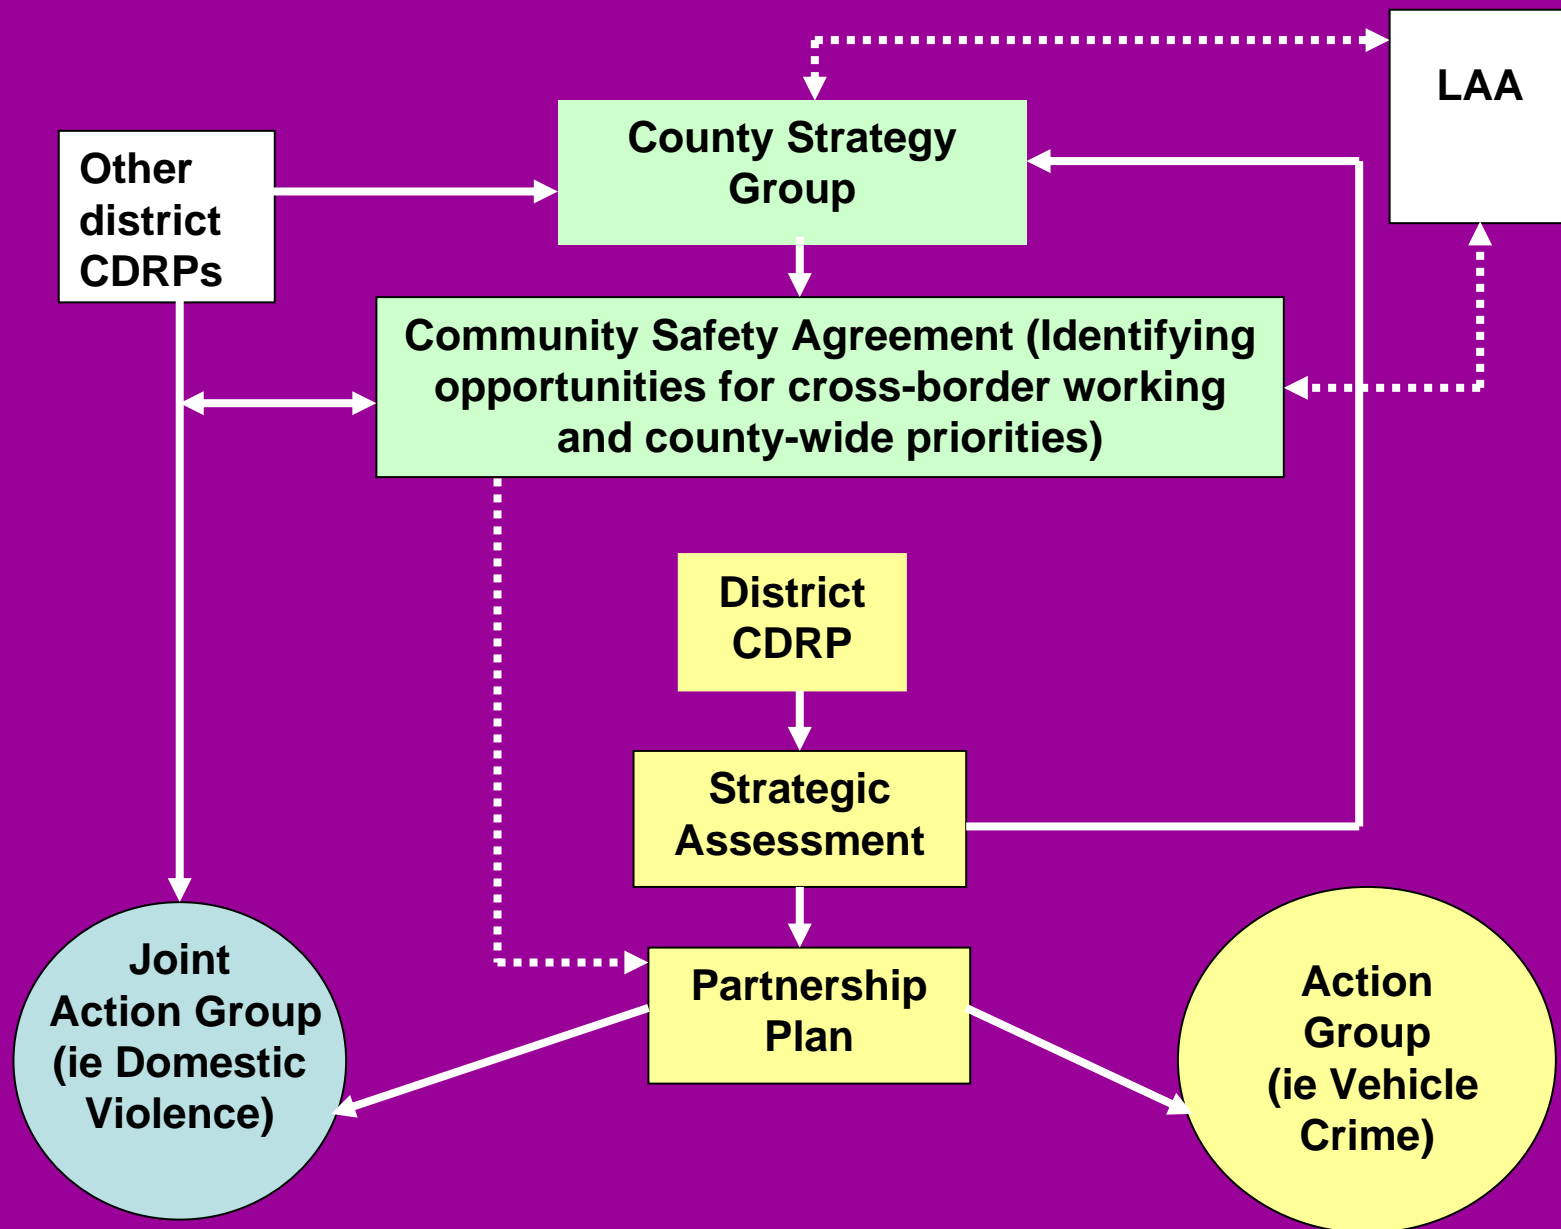 LAA
County Strategy
Group
Other
district
CDRPs
Community Safety Agreement (Identifying
opportunities for cross-border working
and county-wide priorities)
District
CDRP
Strategic
Assessment
Partnership
Plan
Joint
Action Group
(ie Domestic
Violence)
Action
Group
(ie Vehicle
Crime)